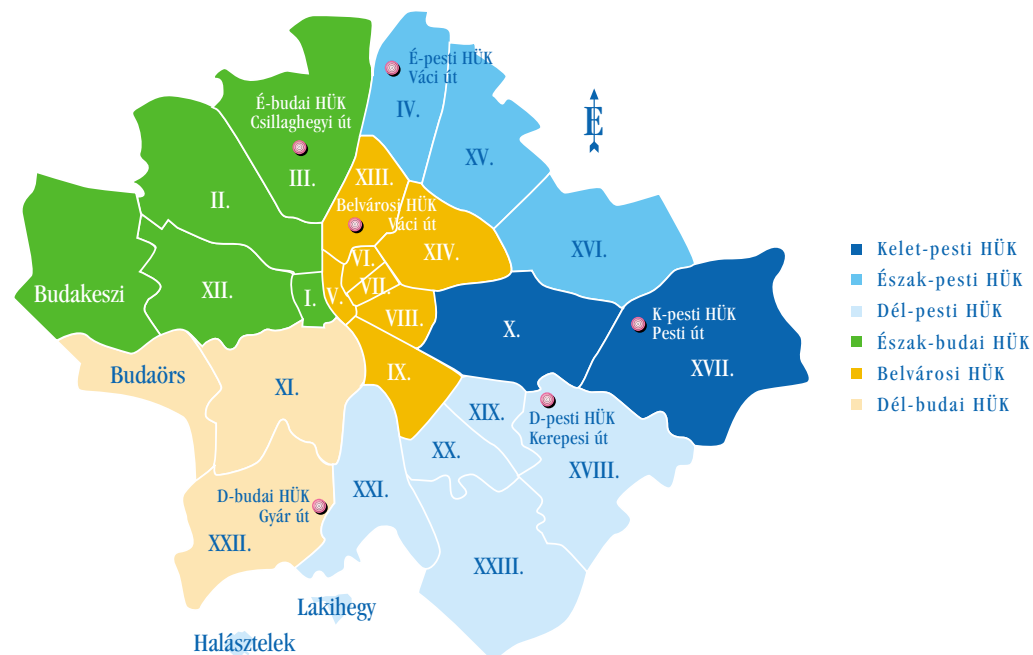 É-pesti HÜK
Váci út
IV.
É-budai HÜK
Csillaghegyi út
III.
XV.
É
II.
XIII.
Belvárosi HÜK
Váci út
XIV.
XVI.
VI.
VII.
V.
I.
VIII.
XII.
Budakeszi
X.
K-pesti HÜK
Pesti út
XVII.
Budaörs
XI.
IX.
XIX.
D-pesti HÜK
Kerepesi út
XX.
XVIII.
XXI.
D-budai HÜK
Gyár út
XXII.
XXIII.
Lakihegy
Halásztelek
Kelet-pesti HÜK
Észak-pesti HÜK
Dél-pesti HÜK
Észak-budai HÜK
Belvárosi HÜK
Dél-budai HÜK